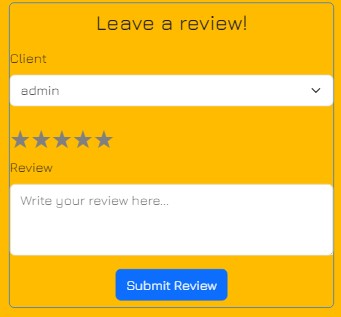 Leave a review!
Client
admin
Review
Write your review here...
Submit Review